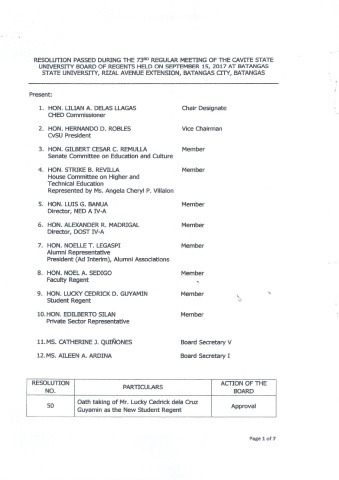 RESOLUTION PASSED DURING THE 73RD REGULAR MEETING OF THE CAVITE STATE
UNIVERSITY BOARD OF REGENTS HELD ON SEPTEMBER 15, 2017 AT BATANGAS
STATE UNIVERSITY, RIZAL AVENUE EXTENSION, BATANGAS CITY, BATANGAS
Present:
1. HON. LILIAN A. DELAS LLAGAS Chair Designate
CHED Commissioner
2. HON. HERNANDO D. ROBLES Vice Chairman
CvSU President
3. HON. GILBERT CESAR C. REMULLA Member
Senate Committee on Education and Culture
4. HON. STRIKE B. REVILLA Member
House Committee on Higher and
Technical Education
Represented by Ms. Angela Cheryl P. Villalon
5. HON. LUIS G. BANUA Member
Director, NEDA IV-A
6. HON. ALEXANDER R. MADRIGAL Member
Director, DOST IV-A
7. HON. NOELLE T. LEGASPI Member
Alumni Representative
President (Ad Interim), Alumni Associations
8. HON. NOEL A. SEDIGO Member
Faculty Regent
9. HON. LUCKY CEDRICK D. GUYAMIN Member
Student Regent
10. HON. EDILBERTO SILAN Member
Private Sector Representative
11. MS. CATHERINE J. QUIÑONES Board Secretary V
12. MS. AILEEN A. ARDINA Board Secretary I
RESOLUTION NO. PARTICULARS ACTION OF THE BOARD
50 Oath taking of Mr. Lucky Cedrick dela Cruz Approval
Guyamin as the New Student Regent
Page 1 of 7